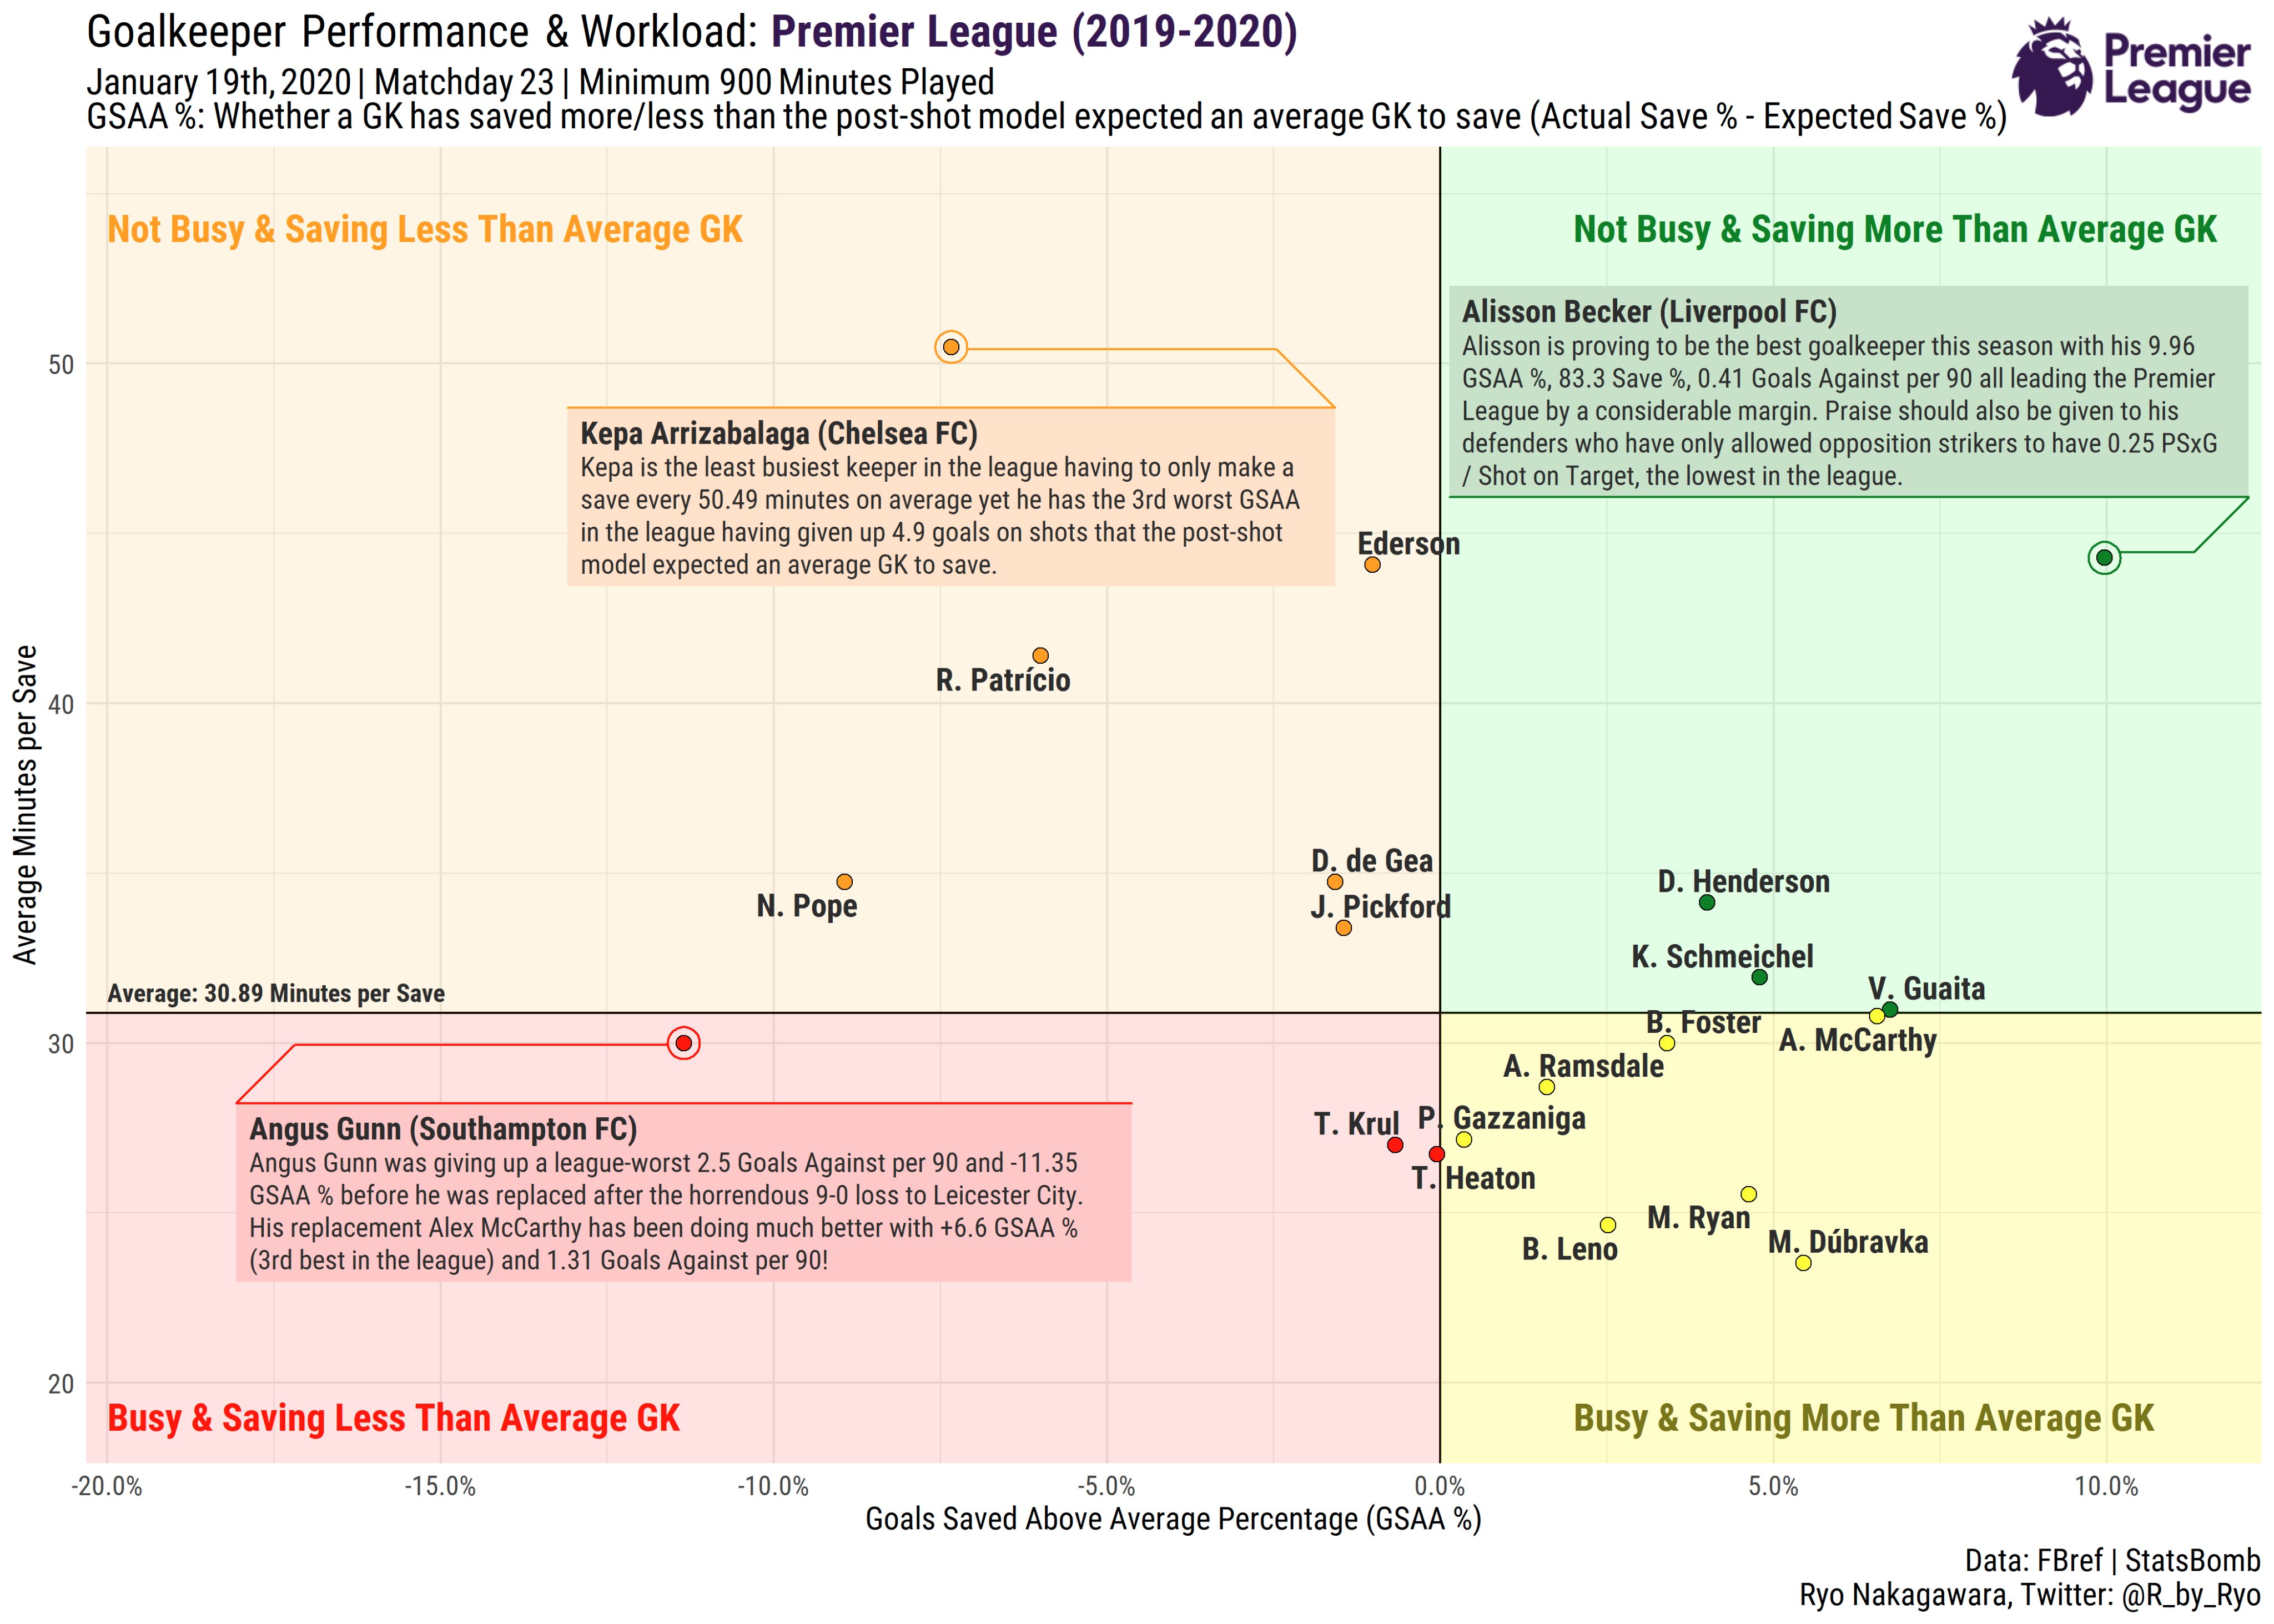 Goalkeeper Performance & Workload: Premier League (2019-2020)
January 19th, 2020 | Matchday 23 | Minimum 900 Minutes Played
GSAA %: Whether a GK has saved more/less than the post-shot model expected an average GK to save (Actual Save % - Expected Save %)
Premier
League
Not Busy & Saving Less Than Average GK
Not Busy & Saving More Than Average GK
Alisson Becker (Liverpool FC)
Alisson is proving to be the best goalkeeper this season with his 9.96
GSAA %, 83.3 Save %, 0.41 Goals Against per 90 all leading the Premier
League by a considerable margin. Praise should also be given to his
defenders who have only allowed opposition strikers to have 0.25 PSxG
/ Shot on Target, the lowest in the league.
Kepa Arrizabalaga (Chelsea FC)
Kepa is the least busiest keeper in the league having to only make a
save every 50.49 minutes on average yet he has the 3rd worst GSAA
in the league having given up 4.9 goals on shots that the post-shot
model expected an average GK to save.
Ederson
R. Patrício
D. de Gea
N. Pope
J. Pickford
D. Henderson
K. Schmeichel
V. Guaita
Average: 30.89 Minutes per Save
B. Foster
A. McCarthy
A. Ramsdale
T. Krul
P. Gazzaniga
T. Heaton
M. Ryan
B. Leno
M. Dúbravka
Angus Gunn (Southampton FC)
Angus Gunn was giving up a league-worst 2.5 Goals Against per 90 and -11.35
GSAA % before he was replaced after the horrendous 9-0 loss to Leicester City.
His replacement Alex McCarthy has been doing much better with +6.6 GSAA %
(3rd best in the league) and 1.31 Goals Against per 90!
Busy & Saving Less Than Average GK
Busy & Saving More Than Average GK
50
40
30
20
Average Minutes per Save
-20.0%
-15.0%
-10.0%
-5.0%
0.0%
5.0%
10.0%
Goals Saved Above Average Percentage (GSAA %)
Data: FBref | StatsBomb
Ryo Nakagawara, Twitter: @R_by_Ryo